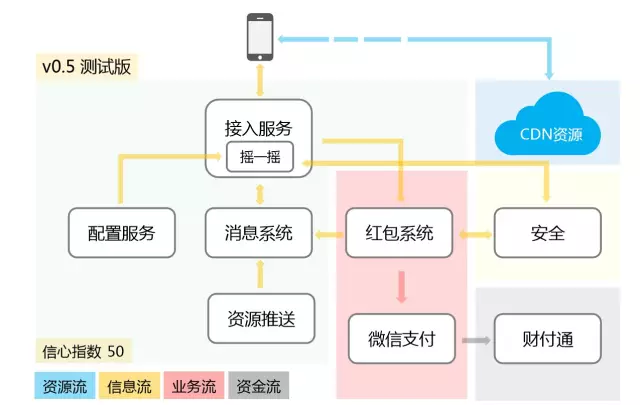 v0.5 测试版
接入服务
摇一摇
CDN资源
配置服务
消息系统
红包系统
安全
资源推送
微信支付
财付通
信心指数 50
资源流
信息流
业务流
资金流